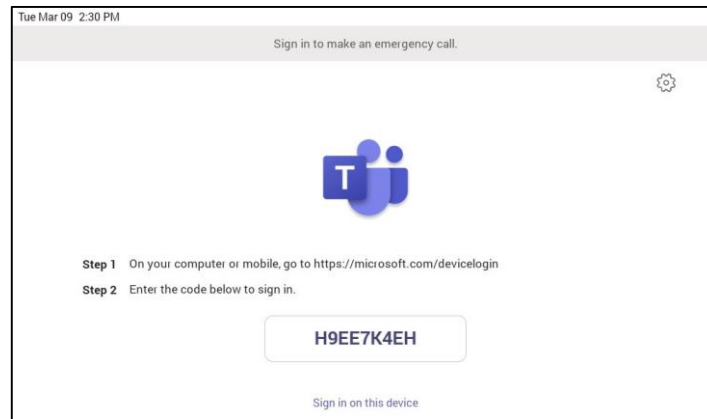 Tue Mar 09 2:30 PM
Sign in to make an emergency call.
T
Step 1 On your computer or mobile, go to https://microsoft.com/devicelogin
Step 2 Enter the code below to sign in.
H9EE7K4EH
Sign in on this device